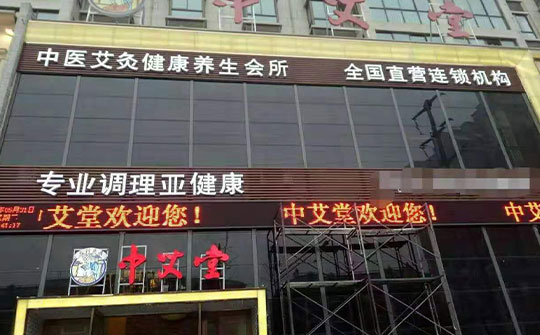 中艾堂
中医艾灸健康养生会所 全国直营连锁机构
专业调理亚健康
艾堂欢迎您！ 中艾堂欢迎您！ 中艾
中艾堂